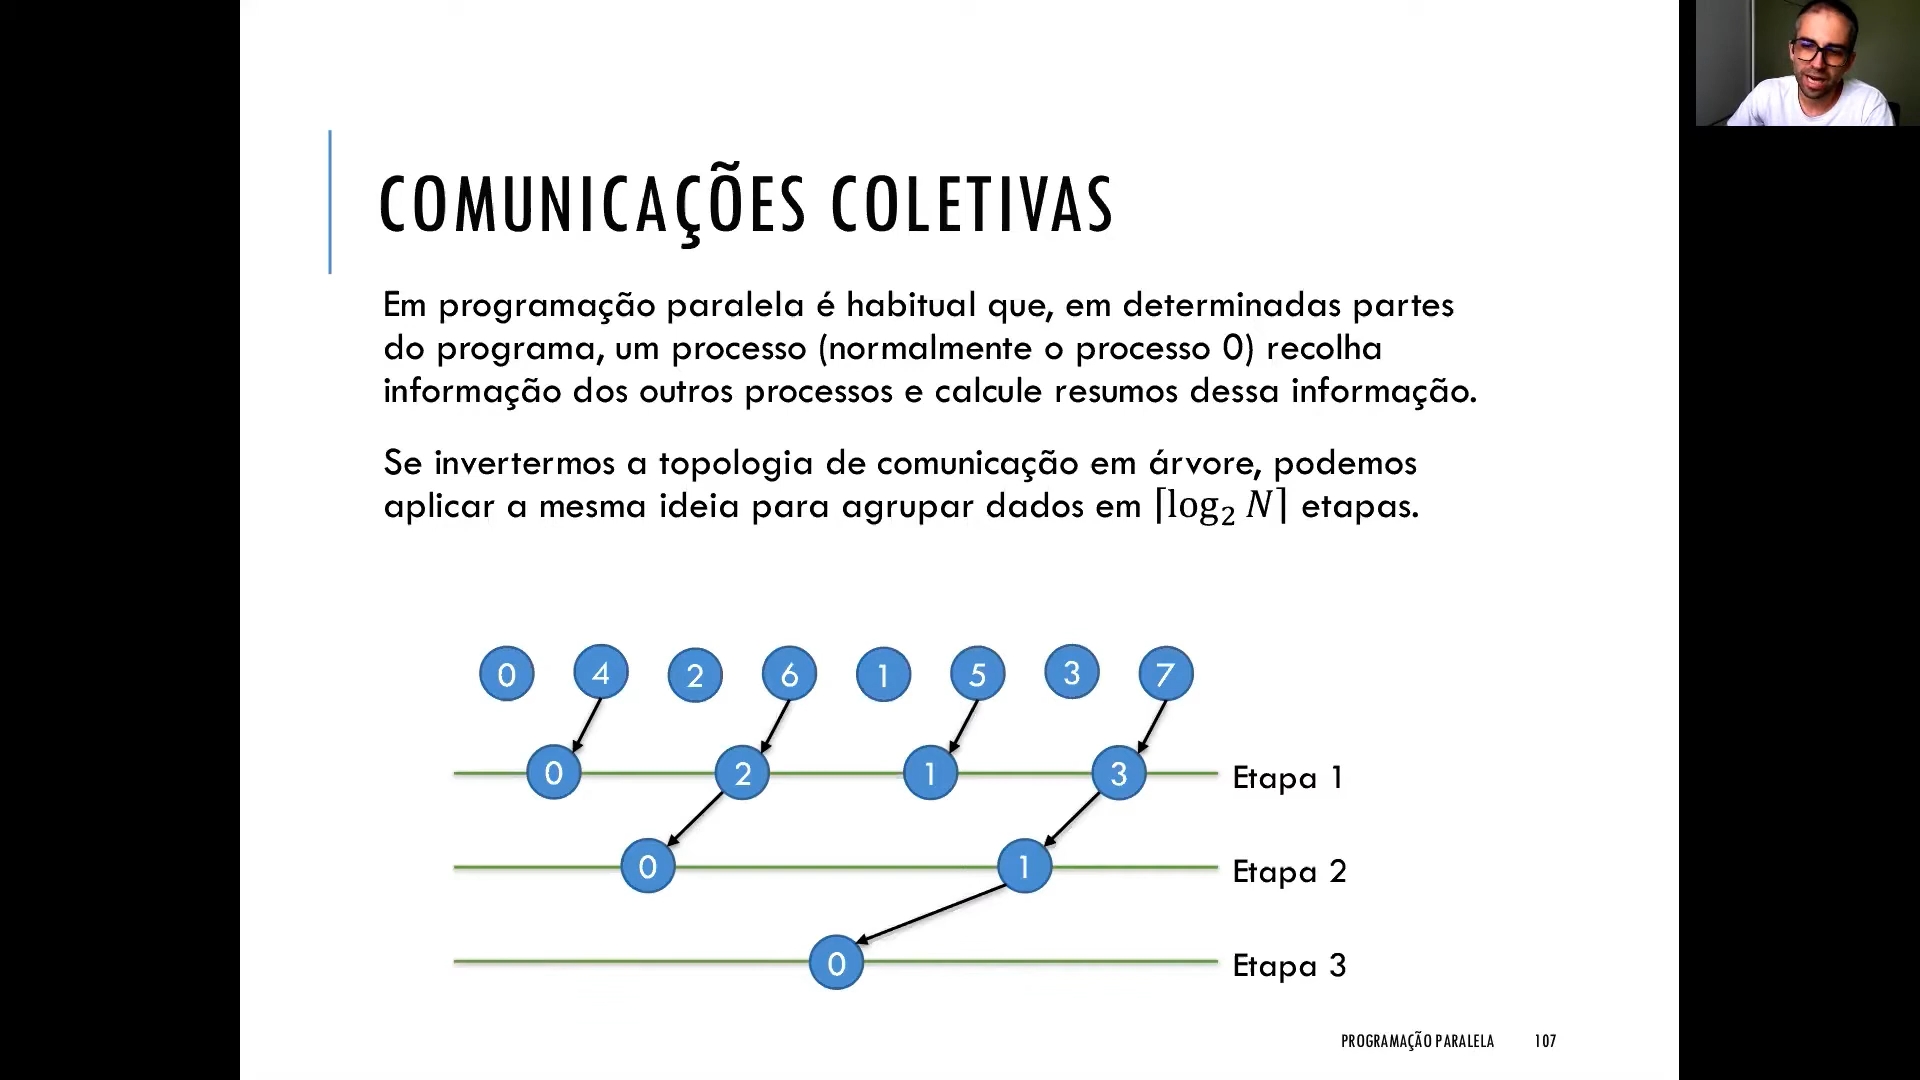 COMUNICAÇÕES COLETIVAS
Em programação paralela é habitual que, em determinadas partes
do programa, um processo (normalmente o processo 0) recolha
informação dos outros processos e calcule resumos dessa informação.
Se invertermos a topologia de comunicação em árvore, podemos
aplicar a mesma ideia para agrupar dados em ⌈log₂ N⌉ etapas.
0 4 2 6 1 5 3 7
0 2 1 3 Etapa 1
0 1 Etapa 2
0 Etapa 3
PROGRAMAÇÃO PARALELA 107